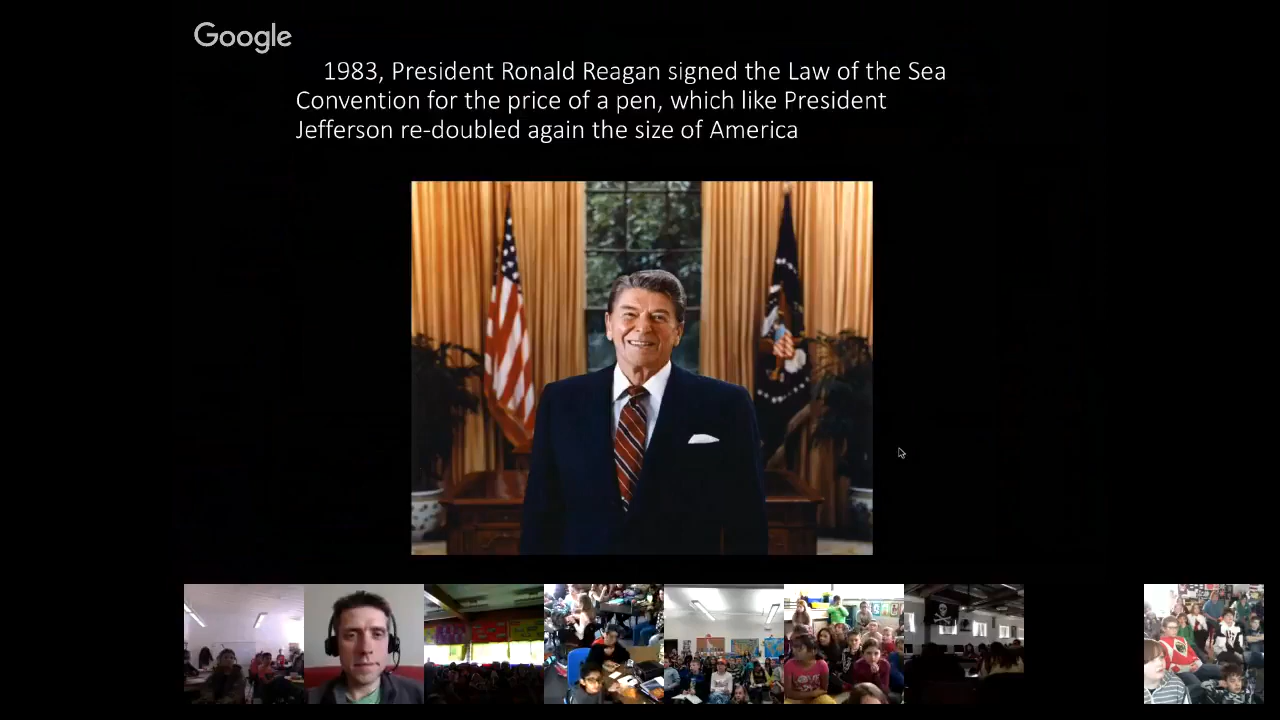 Google
1983, President Ronald Reagan signed the Law of the Sea
Convention for the price of a pen, which like President
Jefferson re-doubled again the size of America